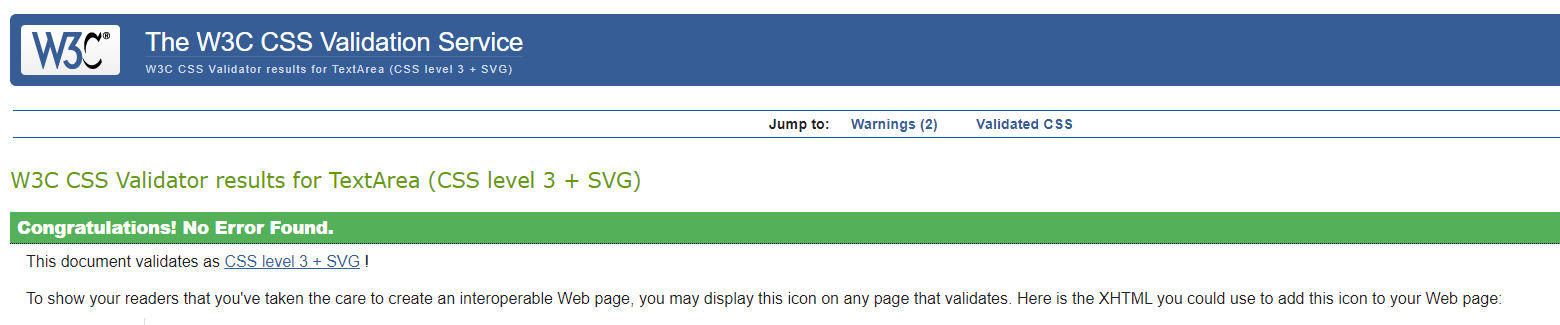 W3C®
The W3C CSS Validation Service
W3C CSS Validator results for TextArea (CSS level 3 + SVG)
Jump to: Warnings (2) Validated CSS
W3C CSS Validator results for TextArea (CSS level 3 + SVG)
Congratulations! No Error Found.
This document validates as CSS level 3 + SVG !
To show your readers that you've taken the care to create an interoperable Web page, you may display this icon on any page that validates. Here is the XHTML you could use to add this icon to your Web page: